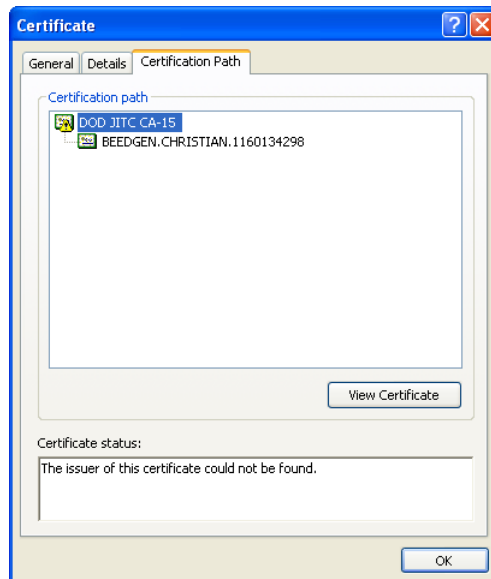 Certificate
General Details Certification Path
Certification path
DOD JITC CA-15
BEEDGEN.CHRISTIAN.1160134298
View Certificate
Certificate status:
The issuer of this certificate could not be found.
OK